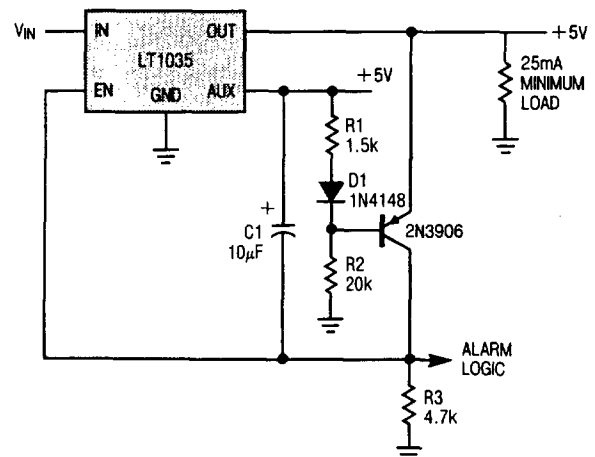 VIN
IN
OUT
LT1035
EN
GND
AUX
+5V
25mA
MINIMUM
LOAD
+5V
R1
1.5k
D1
1N4148
+
C1
10µF
2N3906
R2
20k
ALARM
LOGIC
R3
4.7k